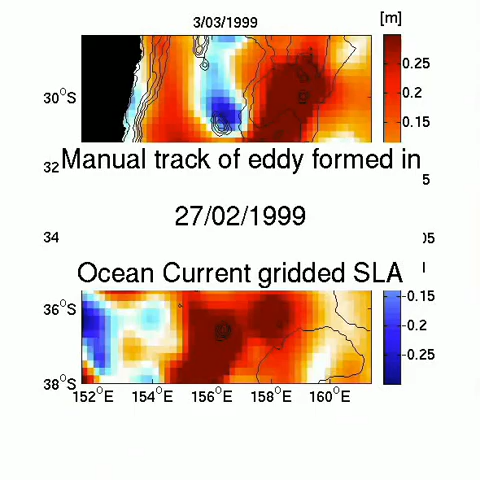 3/03/1999
[m]
0.25
30°S
0.2
0.15
32
Manual track of eddy formed in
5
27/02/1999
34
05
Ocean Current gridded SLA
36°S
-0.15
-0.2
-0.25
38°S
152°E 154°E 156°E 158°E 160°E